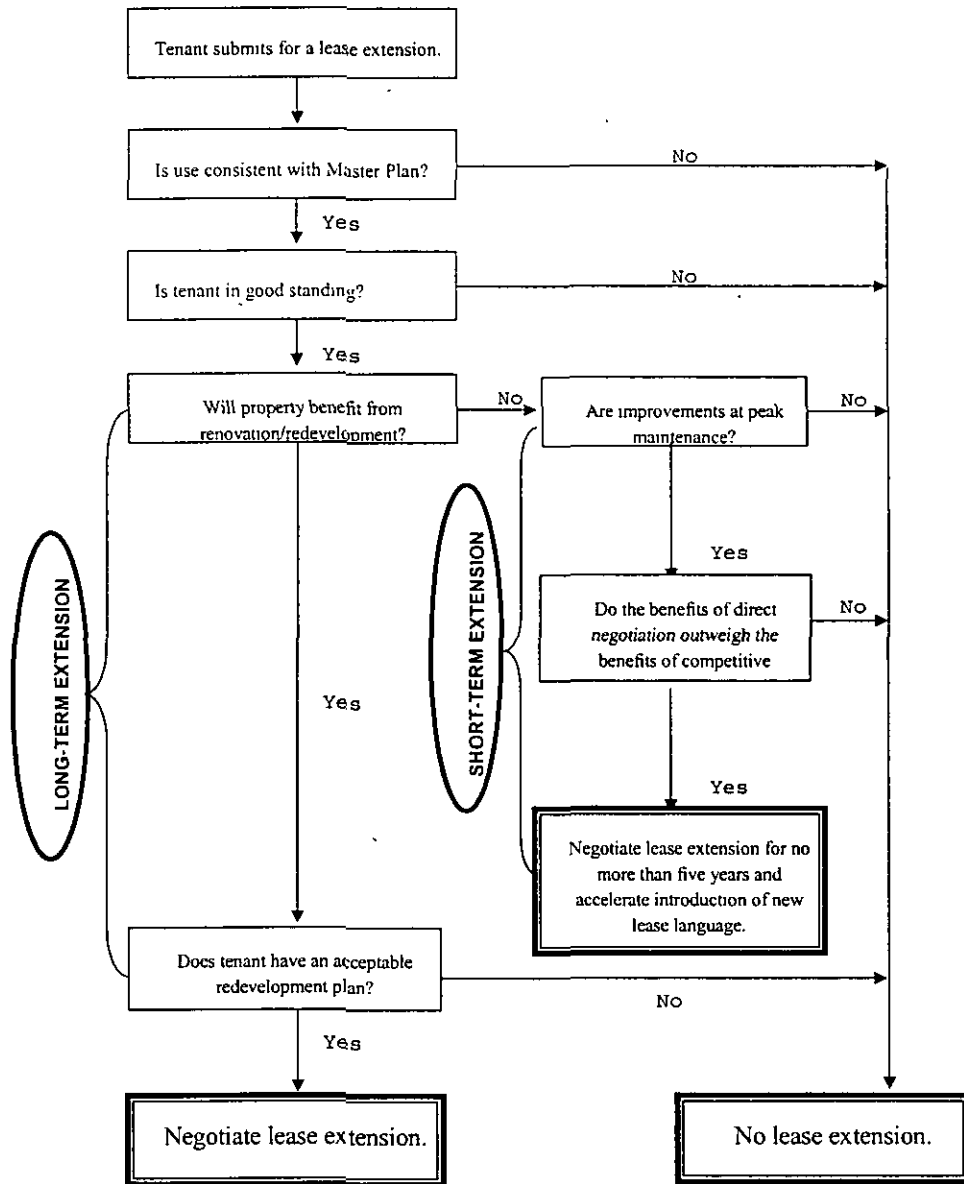 Tenant submits for a lease extension.
Is use consistent with Master Plan?
No
Yes
Is tenant in good standing?
No
Yes
Will property benefit from
renovation/redevelopment?
No
Are improvements at peak
maintenance?
No
Yes
Do the benefits of direct
negotiation outweigh the
benefits of competitive
No
Yes
Negotiate lease extension for no
more than five years and
accelerate introduction of new
lease language.
SHORT-TERM EXTENSION
LONG-TERM EXTENSION
Yes
Does tenant have an acceptable
redevelopment plan?
No
Yes
Negotiate lease extension.
No lease extension.